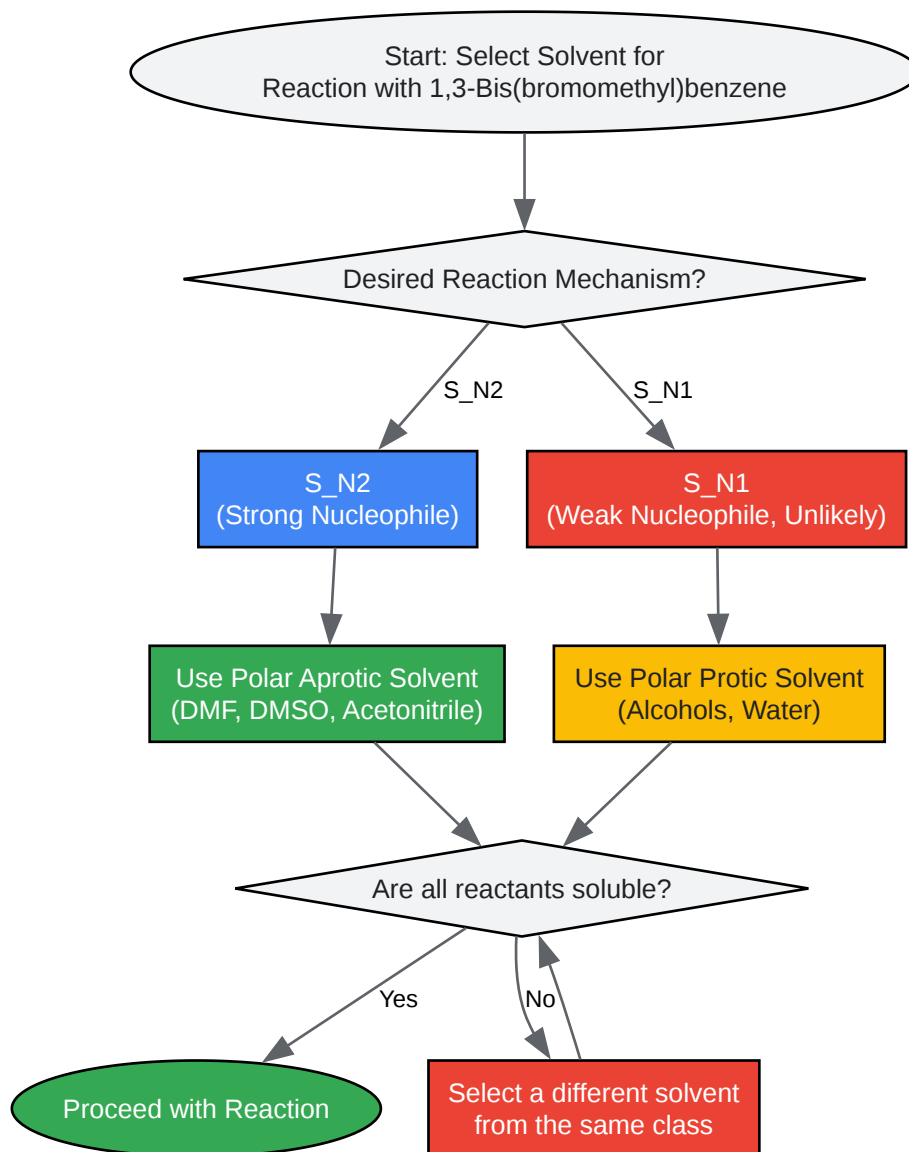 Start: Select Solvent for
Reaction with 1,3-Bis(bromomethyl)benzene
Desired Reaction Mechanism?
S_N2
S_N1
S_N2
(Strong Nucleophile)
S_N1
(Weak Nucleophile, Unlikely)
Use Polar Aprotic Solvent
(DMF, DMSO, Acetonitrile)
Use Polar Protic Solvent
(Alcohols, Water)
Are all reactants soluble?
Yes
No
Proceed with Reaction
Select a different solvent
from the same class